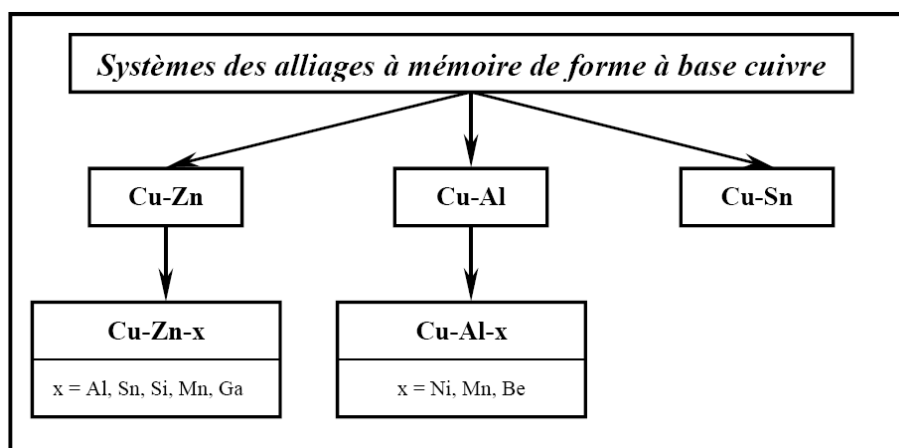 Systèmes des alliages à mémoire de forme à base cuivre
Cu-Zn
Cu-Al
Cu-Sn
Cu-Zn-x
x = Al, Sn, Si, Mn, Ga
Cu-Al-x
x = Ni, Mn, Be